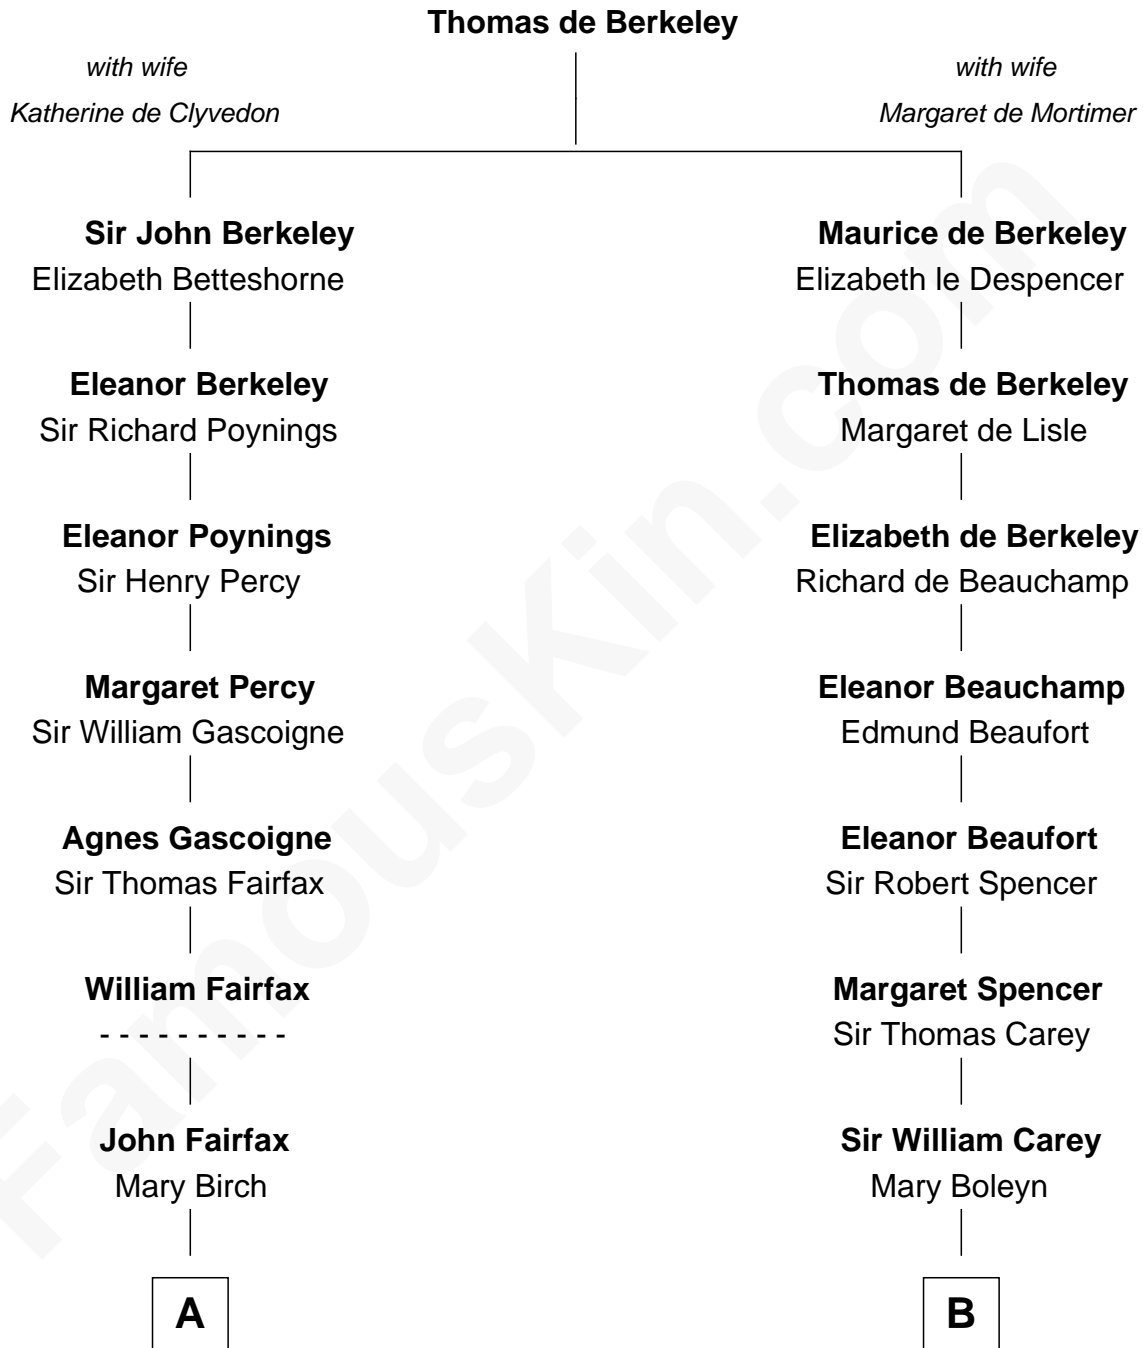 Thomas de Berkeley
with wife
Katherine de Clyvedon
with wife
Margaret de Mortimer
Sir John Berkeley
Elizabeth Betteshorne
Maurice de Berkeley
Elizabeth le Despencer
Eleanor Berkeley
Sir Richard Poynings
Thomas de Berkeley
Margaret de Lisle
Eleanor Poynings
Sir Henry Percy
Elizabeth de Berkeley
Richard de Beauchamp
Margaret Percy
Sir William Gascoigne
Eleanor Beauchamp
Edmund Beaufort
Agnes Gascoigne
Sir Thomas Fairfax
Eleanor Beaufort
Sir Robert Spencer
William Fairfax
- - - - - - - - - -
Margaret Spencer
Sir Thomas Carey
John Fairfax
Mary Birch
Sir William Carey
Mary Boleyn
A
B
FamousKin.com